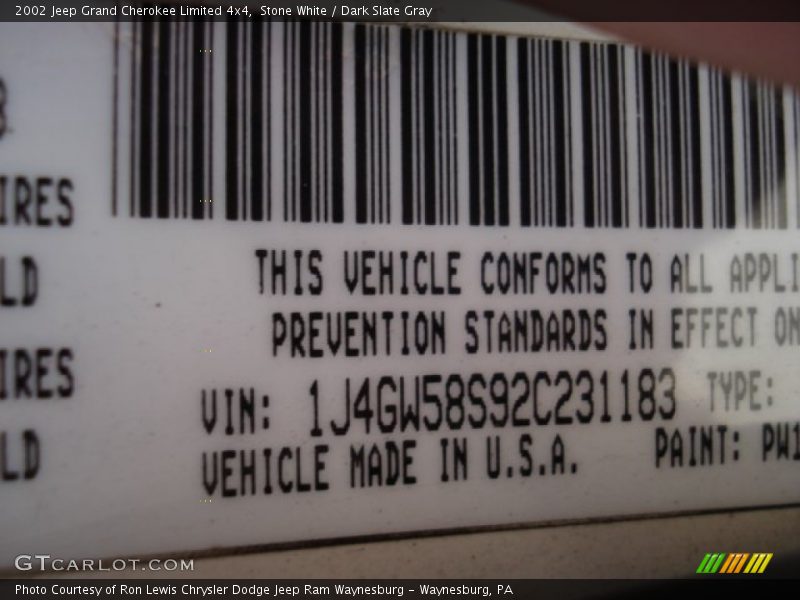 2002 Jeep Grand Cherokee Limited 4x4, Stone White / Dark Slate Gray
IRES
LD
THIS VEHICLE CONFORMS TO ALL APPLI
PREVENTION STANDARDS IN EFFECT ON
IRES
VIN: 1J4GW58S92C231183 TYPE:
LD
VEHICLE MADE IN U.S.A. PAINT: PW1
GTCARLOT.COM
Photo Courtesy of Ron Lewis Chrysler Dodge Jeep Ram Waynesburg - Waynesburg, PA